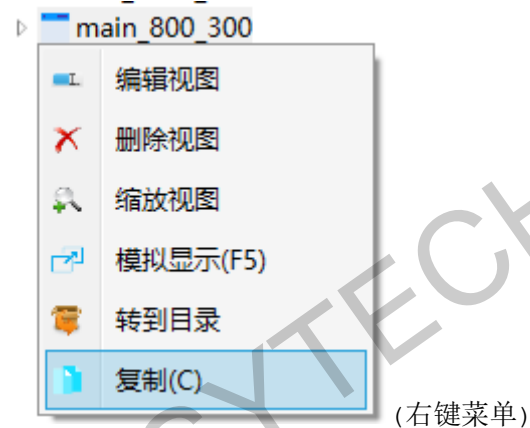 main_800_300
编辑视图
删除视图
缩放视图
模拟显示(F5)
转到目录
复制(C)
(右键菜单)